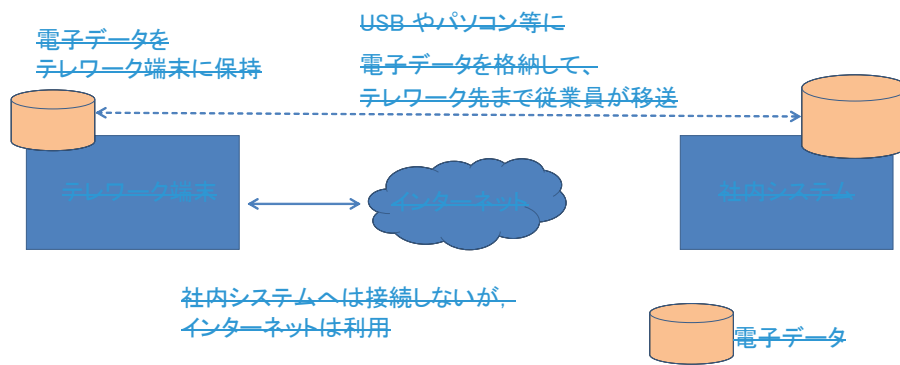 電子データを
テレワーク端末に保持
USB やパソコン等に
電子データを格納して、
テレワーク先まで従業員が移送
テレワーク端末
インターネット
社内システム
社内システムへは接続しないが，
インターネットは利用
電子データ